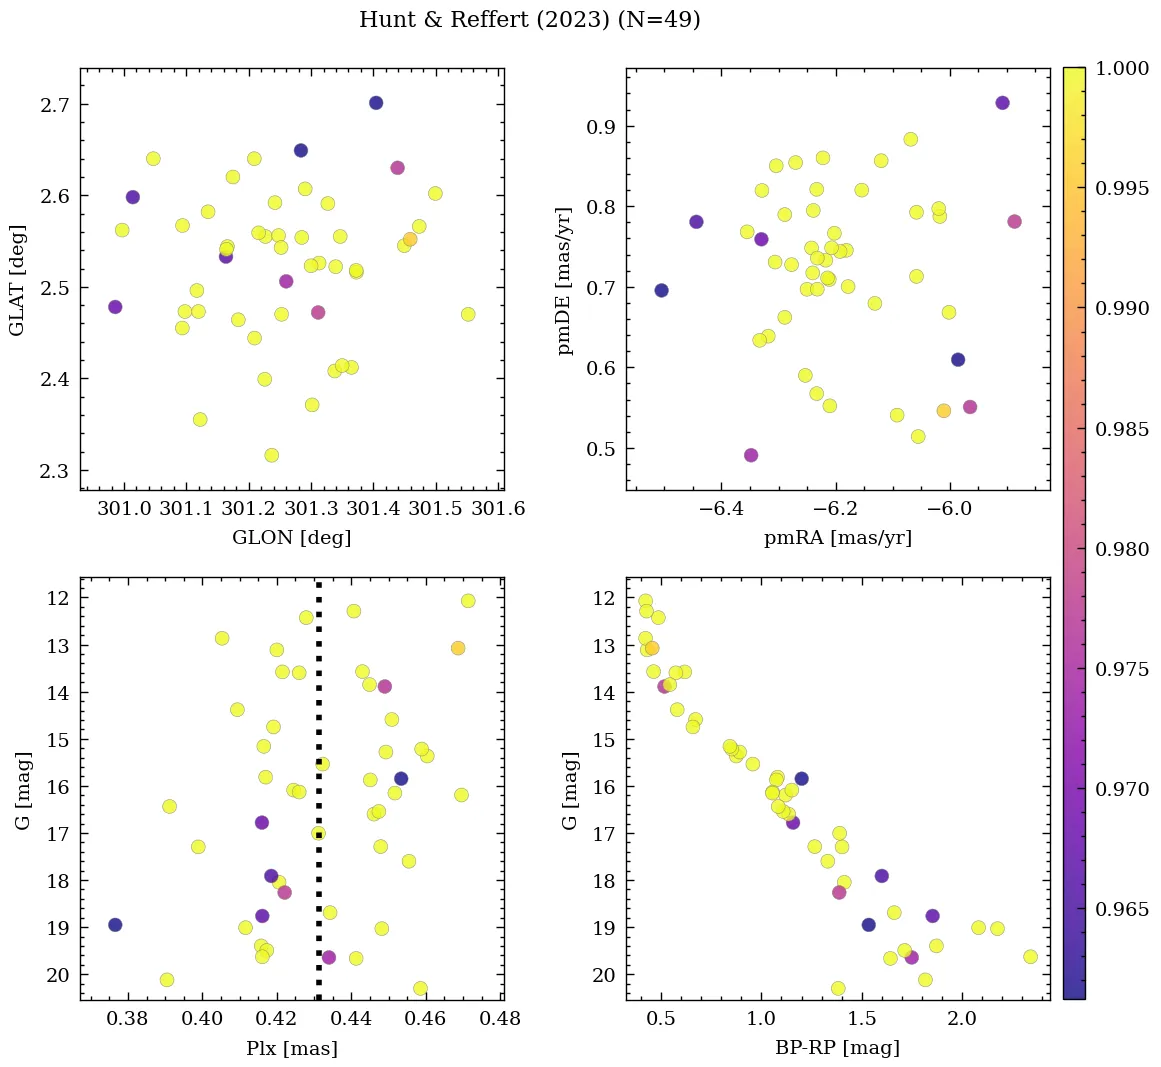 Hunt & Reffert (2023) (N=49)
2.7
2.6
2.5
2.4
2.3
GLAT [deg]
301.0 301.1 301.2 301.3 301.4 301.5 301.6
GLON [deg]
0.9
0.8
0.7
0.6
0.5
pmDE [mas/yr]
−6.4 −6.2 −6.0
pmRA [mas/yr]
1.000
0.995
0.990
0.985
0.980
0.975
0.970
0.965
12
13
14
15
16
17
18
19
20
G [mag]
0.38 0.40 0.42 0.44 0.46 0.48
Plx [mas]
12
13
14
15
16
17
18
19
20
G [mag]
0.5 1.0 1.5 2.0
BP-RP [mag]